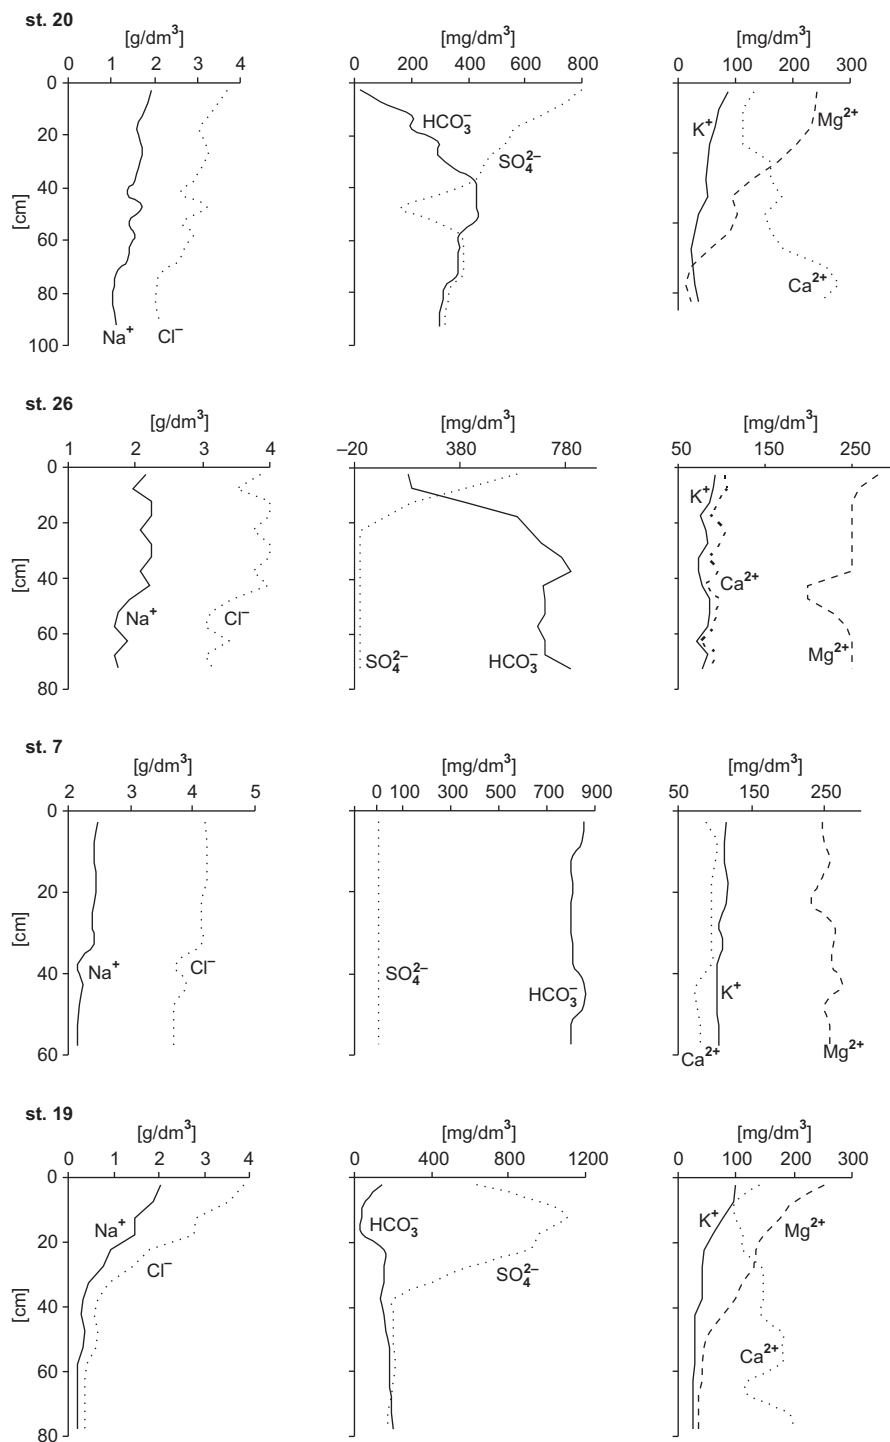 st. 20
[g/dm³] [mg/dm³] [mg/dm³]
0 1 2 3 4 0 200 400 600 800 0 100 200 300
0
20
40
60
80
100
[cm]
Na⁺ Cl⁻
HCO₃⁻
SO₄²⁻
K⁺ Mg²⁺
Ca²⁺
st. 26
[g/dm³] [mg/dm³] [mg/dm³]
1 2 3 4 –20 380 780 50 150 250
0
20
40
60
80
[cm]
Na⁺ Cl⁻
SO₄²⁻ HCO₃⁻
K⁺
Ca²⁺
Mg²⁺
st. 7
[g/dm³] [mg/dm³] [mg/dm³]
2 3 4 5 0 100 300 500 700 900 50 150 250
0
20
40
60
[cm]
Na⁺ Cl⁻
SO₄²⁻
HCO₃⁻
K⁺
Ca²⁺ Mg²⁺
st. 19
[g/dm³] [mg/dm³] [mg/dm³]
0 1 2 3 4 0 400 800 1200 0 100 200 300
0
20
40
60
80
[cm]
Na⁺
Cl⁻
HCO₃⁻
SO₄²⁻
K⁺ Mg²⁺
Ca²⁺